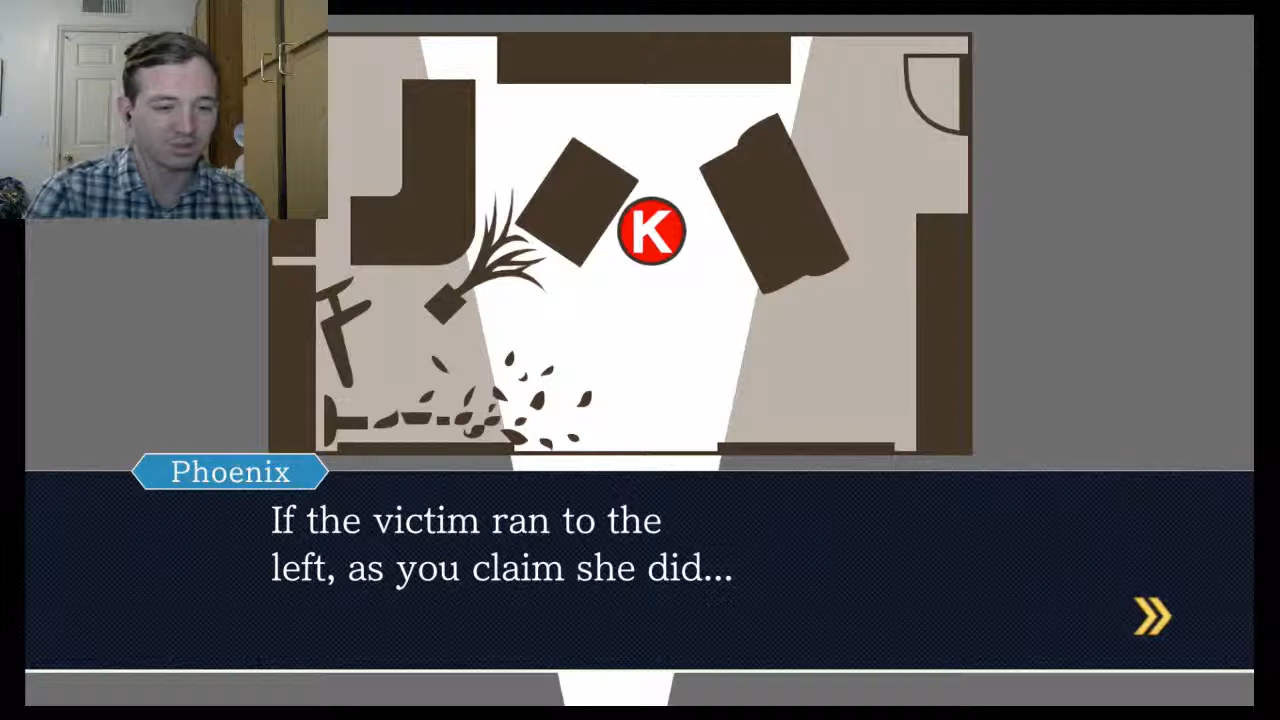 K
Phoenix
If the victim ran to the
left, as you claim she did...